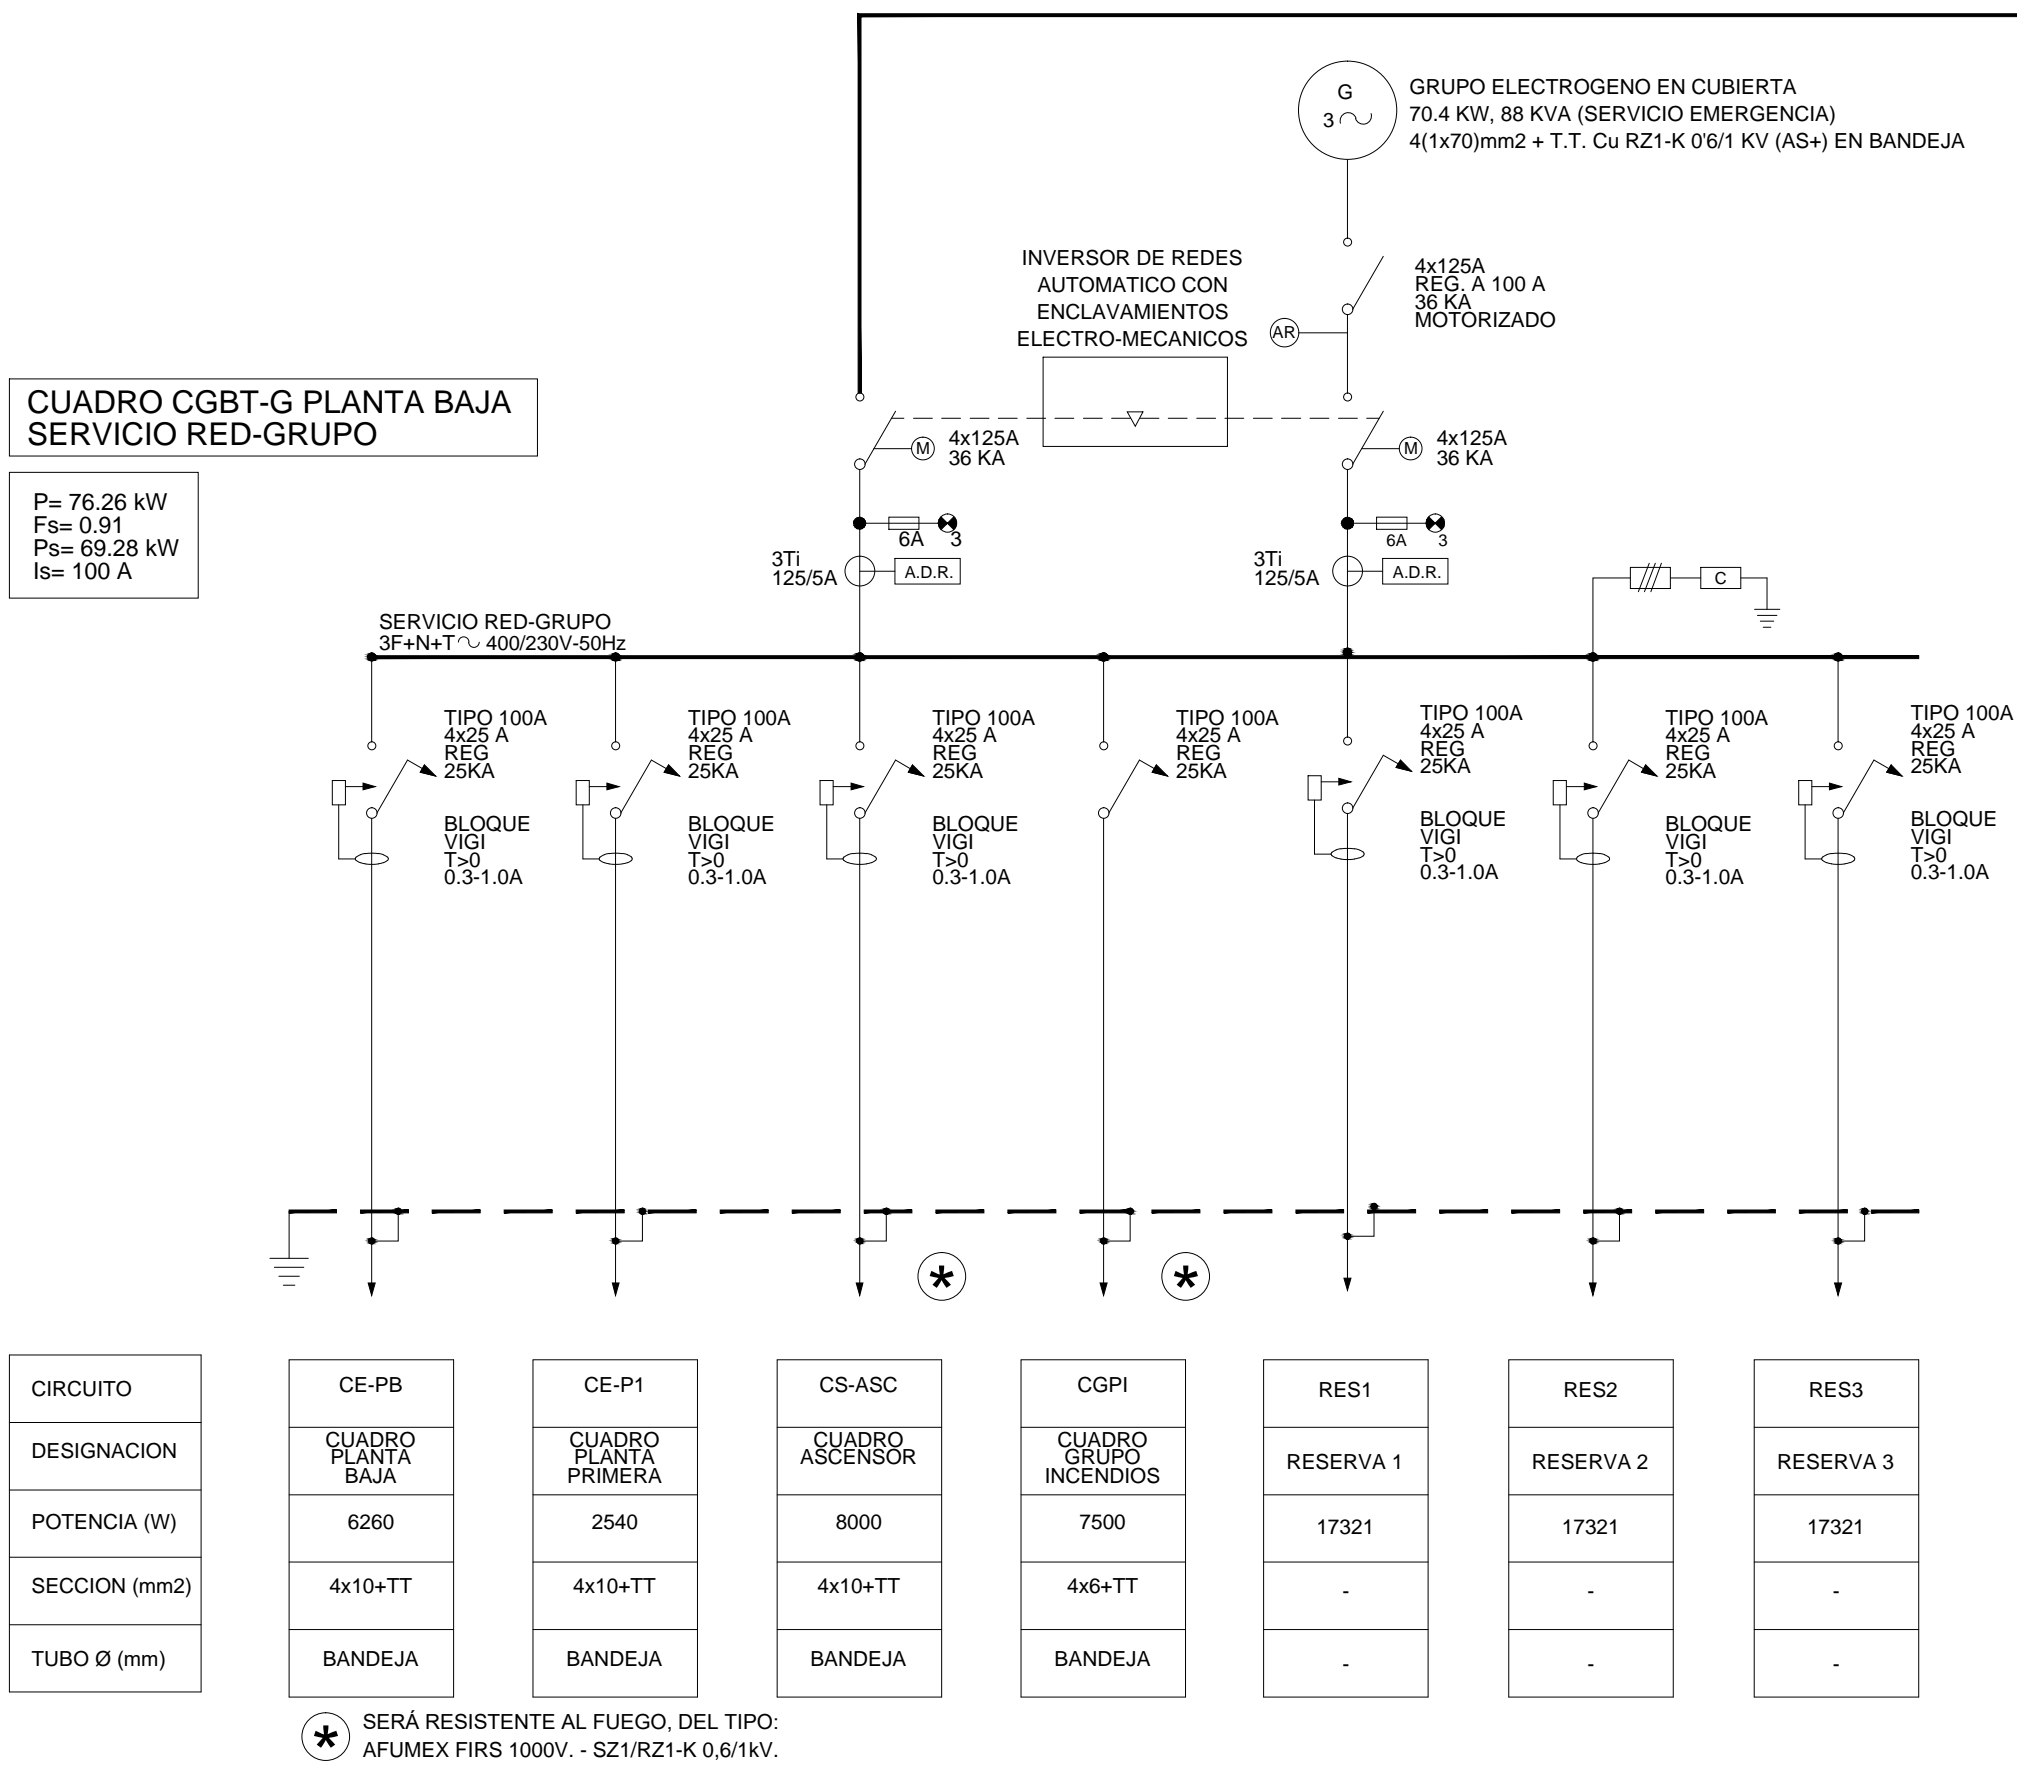 G
3
GRUPO ELECTROGENO EN CUBIERTA
70.4 KW, 88 KVA (SERVICIO EMERGENCIA)
4(1x70)mm2 + T.T. Cu RZ1-K 0'6/1 KV (AS+) EN BANDEJA
INVERSOR DE REDES
AUTOMATICO CON
ENCLAVAMIENTOS
ELECTRO-MECANICOS
AR
4x125A
REG. A 100 A
36 KA
MOTORIZADO
CUADRO CGBT-G PLANTA BAJA
SERVICIO RED-GRUPO
P= 76.26 kW
Fs= 0.91
Ps= 69.28 kW
Is= 100 A
M
4x125A
36 KA
M
4x125A
36 KA
6A
3
6A
3
3Ti
125/5A
A.D.R.
3Ti
125/5A
A.D.R.
C
SERVICIO RED-GRUPO
3F+N+T 400/230V-50Hz
TIPO 100A
4x25 A
REG
25KA
BLOQUE
VIGI
T>0
0.3-1.0A
TIPO 100A
4x25 A
REG
25KA
BLOQUE
VIGI
T>0
0.3-1.0A
TIPO 100A
4x25 A
REG
25KA
BLOQUE
VIGI
T>0
0.3-1.0A
TIPO 100A
4x25 A
REG
25KA
TIPO 100A
4x25 A
REG
25KA
BLOQUE
VIGI
T>0
0.3-1.0A
TIPO 100A
4x25 A
REG
25KA
BLOQUE
VIGI
T>0
0.3-1.0A
TIPO 100A
4x25 A
REG
25KA
BLOQUE
VIGI
T>0
0.3-1.0A
*
*
CIRCUITO CE-PB CE-P1 CS-ASC CGPI RES1 RES2 RES3
DESIGNACION
CUADRO
PLANTA
BAJA
CUADRO
PLANTA
PRIMERA
CUADRO
ASCENSOR
CUADRO
GRUPO
INCENDIOS
RESERVA 1
RESERVA 2
RESERVA 3
POTENCIA (W) 6260 2540 8000 7500 17321 17321 17321
SECCION (mm2) 4x10+TT 4x10+TT 4x10+TT 4x6+TT - - -
TUBO Ø (mm) BANDEJA BANDEJA BANDEJA BANDEJA - - -
* SERÁ RESISTENTE AL FUEGO, DEL TIPO:
AFUMEX FIRS 1000V. - SZ1/RZ1-K 0,6/1kV.